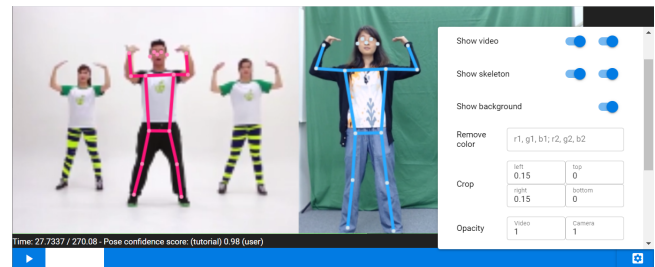 Show video
Show skeleton
Show background
Remove
color
r1, g1, b1; r2, g2, b2
Crop
left
0.15
top
0
right
0.15
bottom
0
Opacity
Video
1
Camera
1
Time: 27.7337 / 270.08 - Pose confidence score: (tutorial) 0.98 (user)